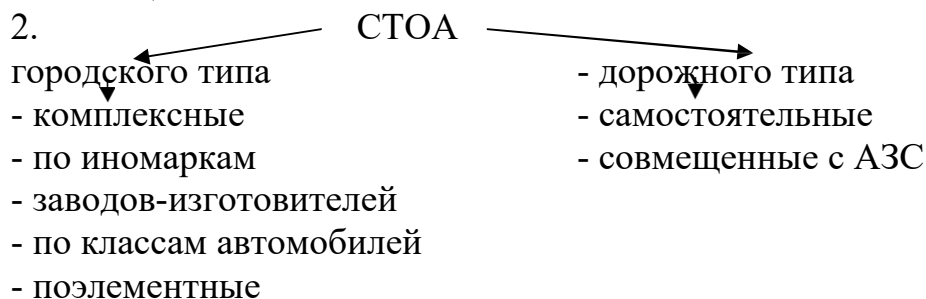 2. СТОА
городского типа - дорожного типа
- комплексные - самостоятельные
- по иномаркам - совмещенные с АЗС
- заводов-изготовителей
- по классам автомобилей
- поэлементные